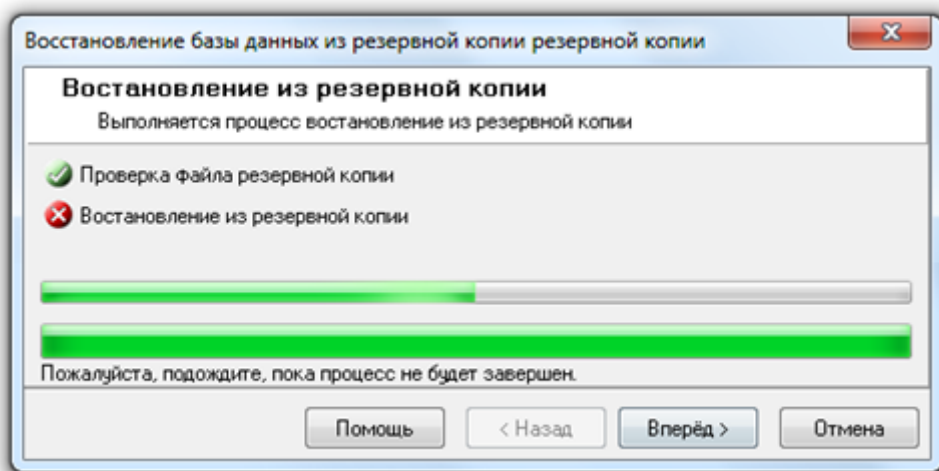 Восстановление базы данных из резервной копии резервной копии
Востановление из резервной копии
Выполняется процесс востановление из резервной копии
Проверка файла резервной копии
Востановление из резервной копии
Пожалуйста, подождите, пока процесс не будет завершен.
Помощь
< Назад
Вперёд >
Отмена